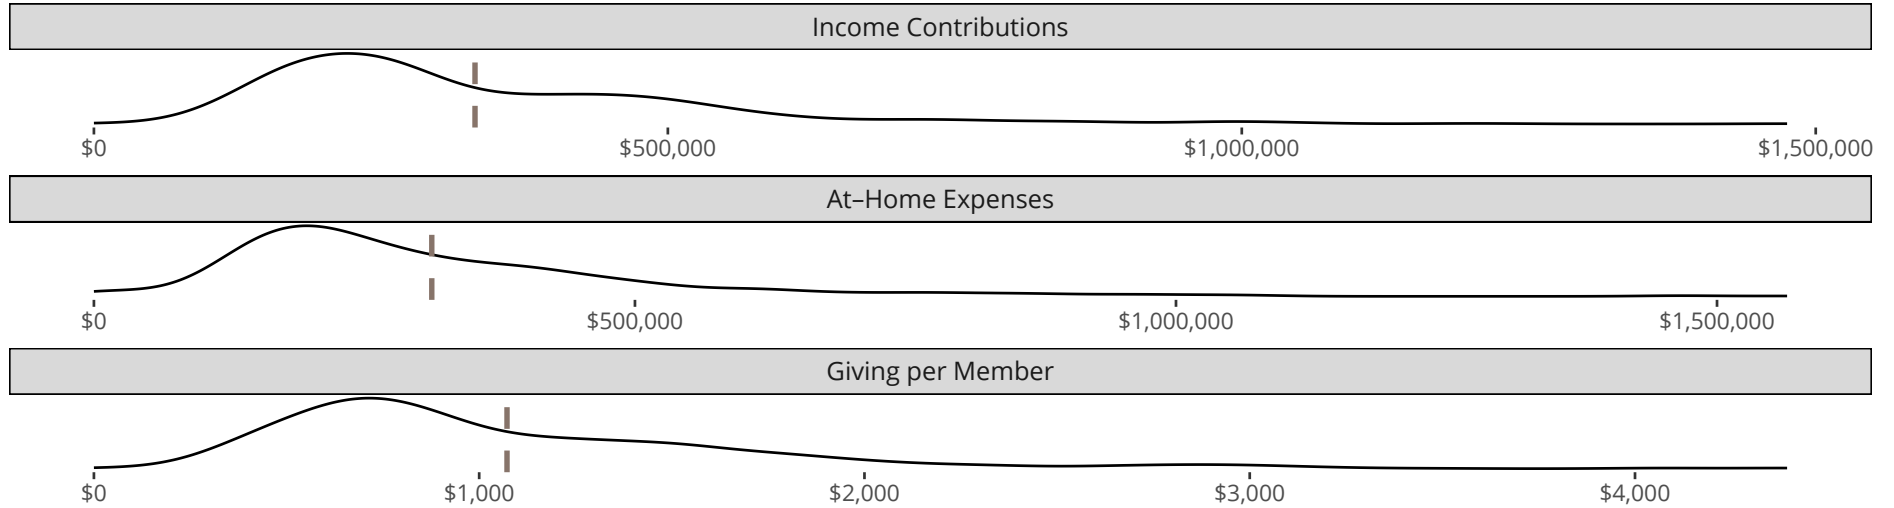 Income Contributions
$0 $500,000 $1,000,000 $1,500,000
At–Home Expenses
$0 $500,000 $1,000,000 $1,500,000
Giving per Member
$0 $1,000 $2,000 $3,000 $4,000